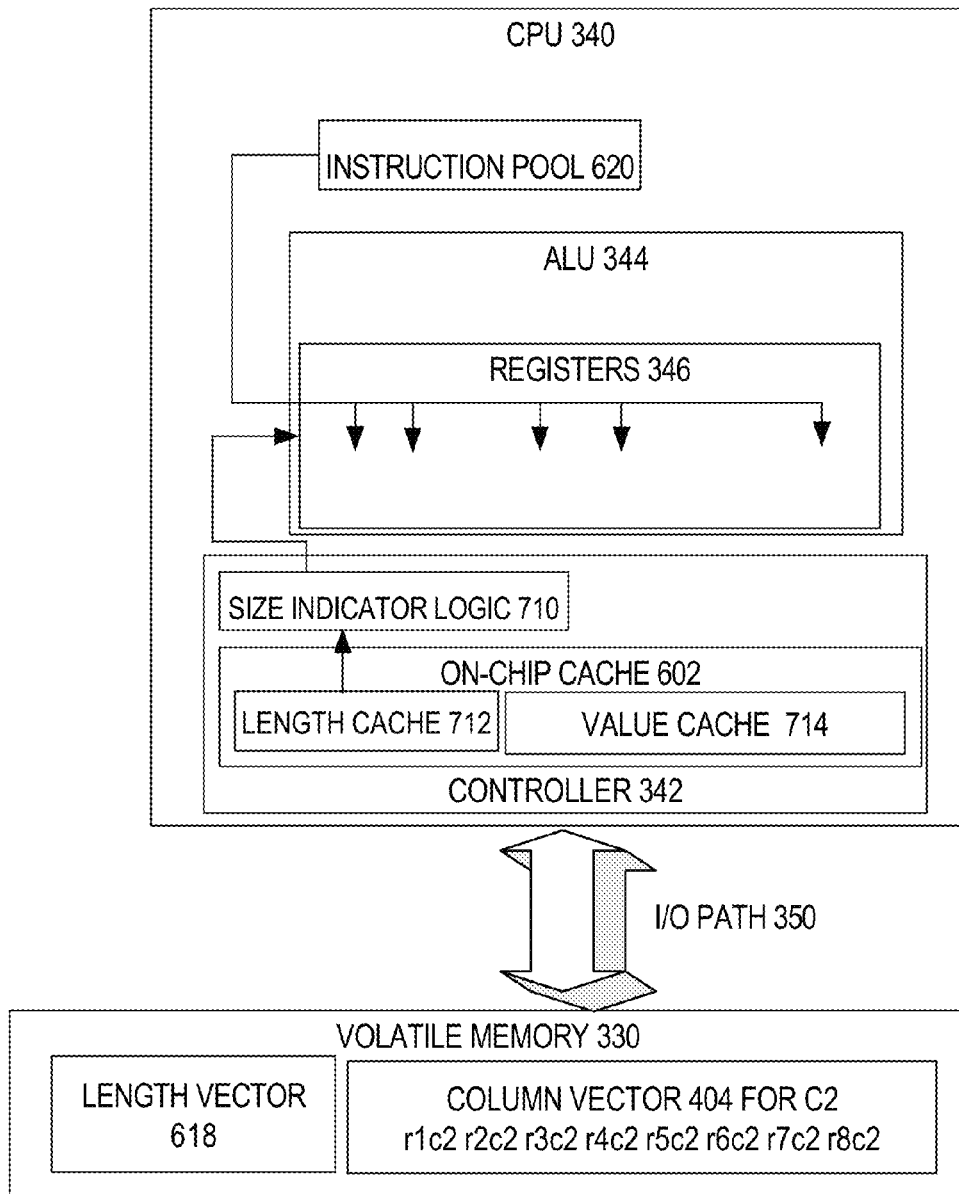 CPU 340
INSTRUCTION POOL 620
ALU 344
REGISTERS 346
SIZE INDICATOR LOGIC 710
ON-CHIP CACHE 602
LENGTH CACHE 712
VALUE CACHE 714
CONTROLLER 342
I/O PATH 350
VOLATILE MEMORY 330
LENGTH VECTOR
618
COLUMN VECTOR 404 FOR C2
r1c2 r2c2 r3c2 r4c2 r5c2 r6c2 r7c2 r8c2